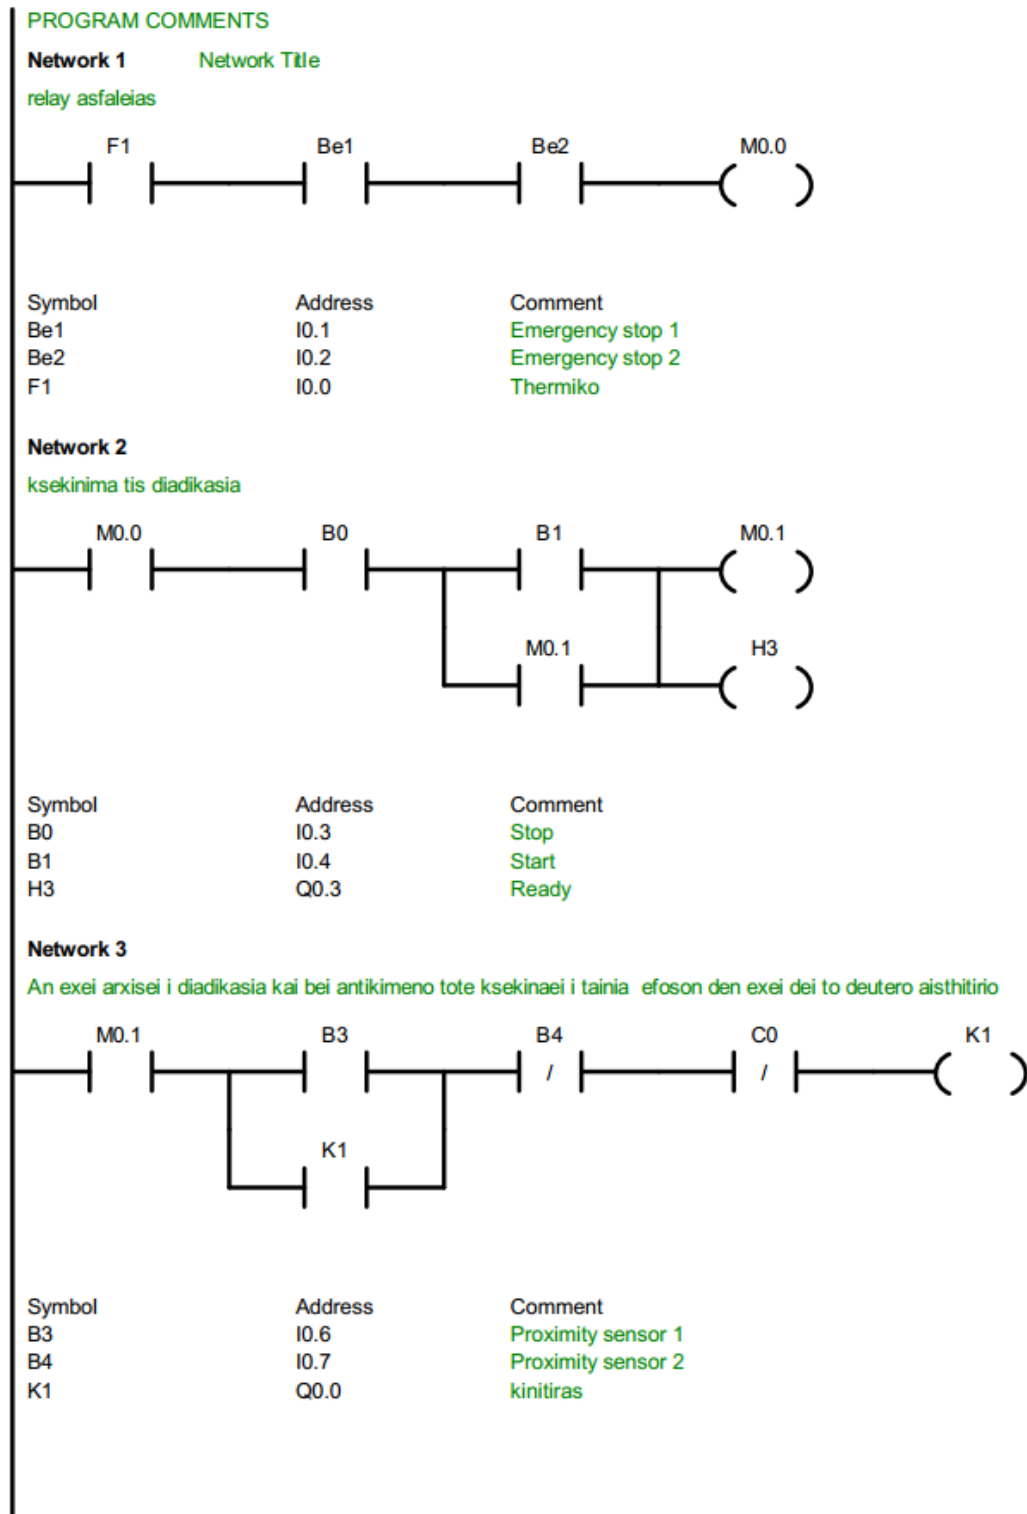 PROGRAM COMMENTS
Network 1 Network Title
relay asfaleias
F1 Be1 Be2 M0.0
Symbol Address Comment
Be1 I0.1 Emergency stop 1
Be2 I0.2 Emergency stop 2
F1 I0.0 Thermiko
Network 2
ksekinima tis diadikasia
M0.0 B0 B1 M0.1
M0.1 H3
Symbol Address Comment
B0 I0.3 Stop
B1 I0.4 Start
H3 Q0.3 Ready
Network 3
An exei arxisei i diadikasia kai bei antikimeno tote ksekinaei i tainia efoson den exei dei to deutero aisthitirio
M0.1 B3 B4 C0 K1
/ /
K1
Symbol Address Comment
B3 I0.6 Proximity sensor 1
B4 I0.7 Proximity sensor 2
K1 Q0.0 kinitiras